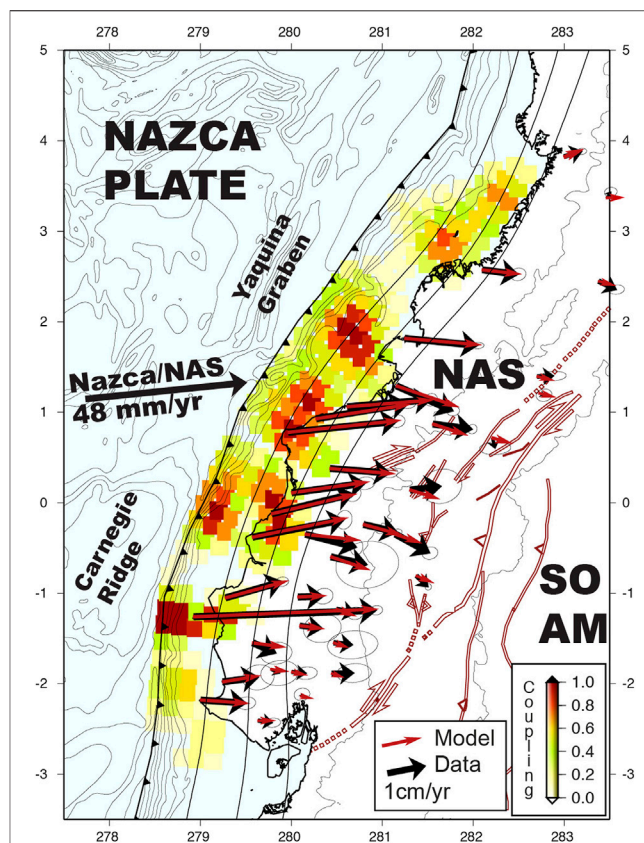 278 279 280 281 282 283
5 5
NAZCA
PLATE
4 4
3 3
Yaquina
Graben
2 2
Nazca/NAS
48 mm/yr
NAS
1 1
0 0
Carnegie
Ridge
-1 -1
SO
AM
-2 -2
Coupling
1.0
0.8
0.6
0.4
0.2
0.0
Model
Data
1cm/yr
-3 -3
278 279 280 281 282 283